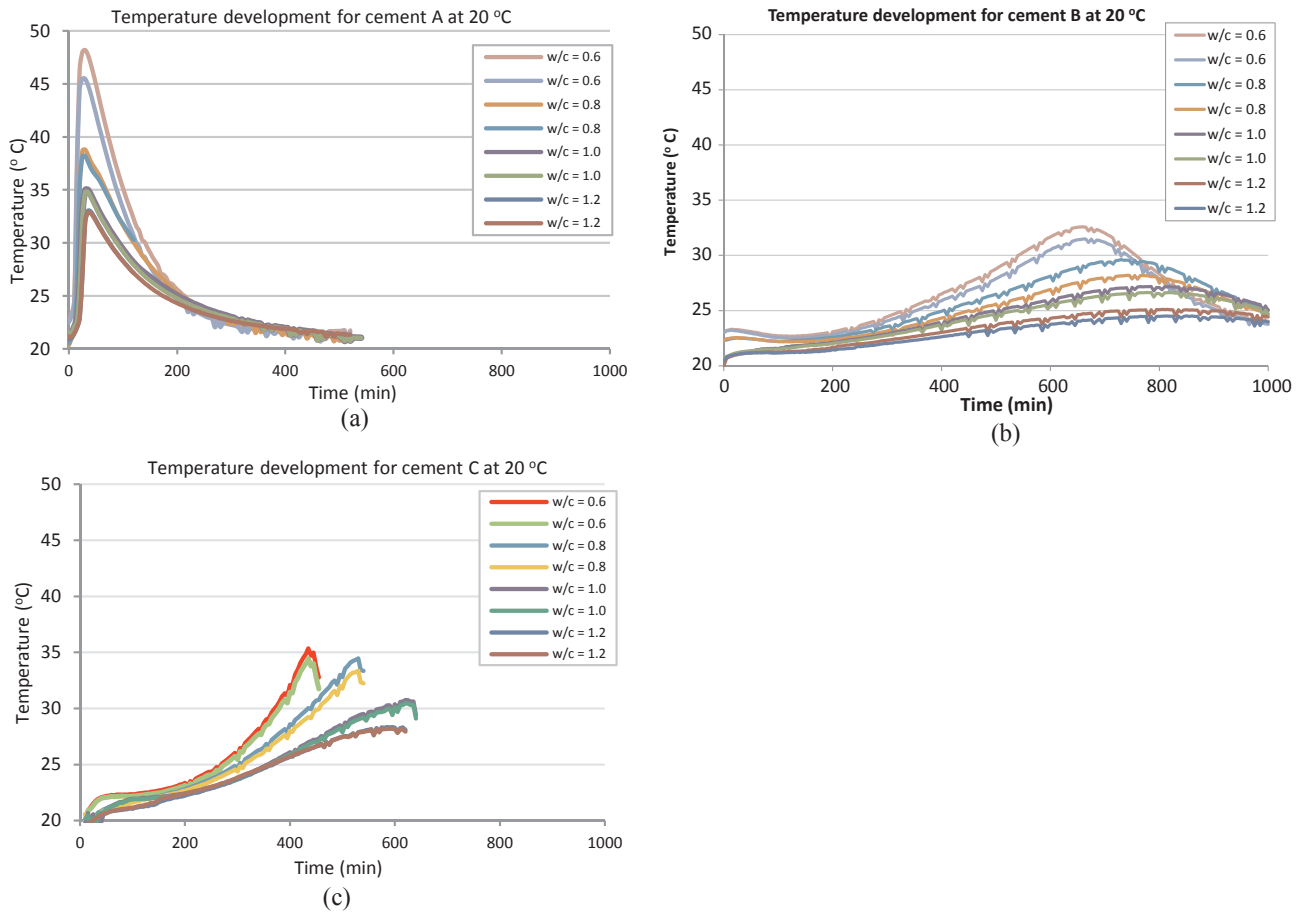 Temperature development for cement A at 20 °C
50
45
40
35
30
25
20
0
200
400
600
800
1000
Temperature (° C)
Time (min)
w/c = 0.6
w/c = 0.6
w/c = 0.8
w/c = 0.8
w/c = 1.0
w/c = 1.0
w/c = 1.2
w/c = 1.2
(a)
Temperature development for cement B at 20 °C
50
45
40
35
30
25
20
0
200
400
600
800
1000
Temperature (° C)
Time (min)
w/c = 0.6
w/c = 0.6
w/c = 0.8
w/c = 0.8
w/c = 1.0
w/c = 1.0
w/c = 1.2
w/c = 1.2
(b)
Temperature development for cement C at 20 °C
50
45
40
35
30
25
20
0
200
400
600
800
1000
Temperature (°C)
Time (min)
w/c = 0.6
w/c = 0.6
w/c = 0.8
w/c = 0.8
w/c = 1.0
w/c = 1.0
w/c = 1.2
w/c = 1.2
(c)